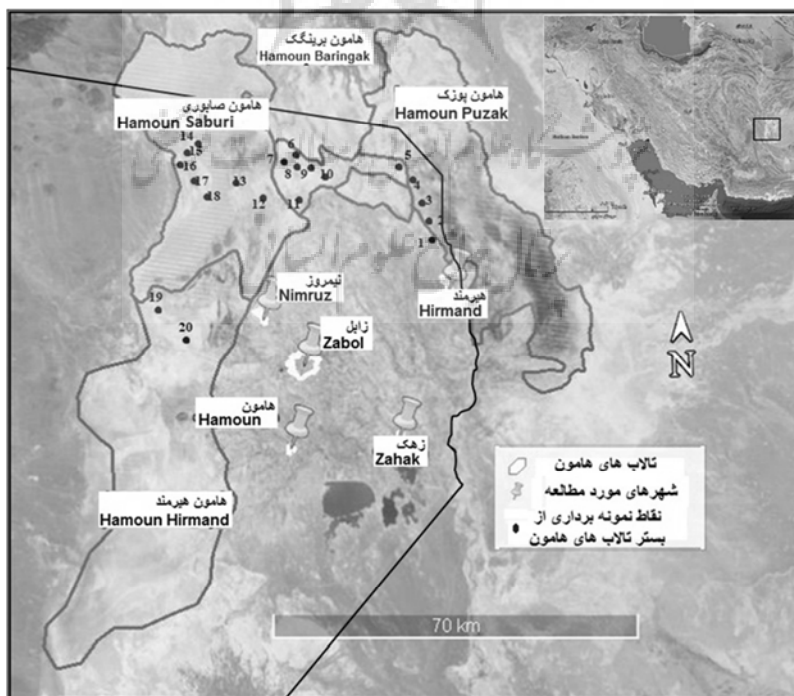 هامون برینگک
Hamoun Baringak
هامون پوزک
Hamoun Puzak
هامون صابوری
Hamoun Saburi
14
15
16
17
18
13
12
7
6
8
9
10
11
5
4
3
2
1
19
20
نیمروز
Nimruz
هیرمند
Hirmand
زابل
Zabol
هامون
Hamoun
زهک
Zahak
هامون هیرمند
Hamoun Hirmand
N
تالاب های هامون
شهرهای مورد مطالعه
نقاط نمونه برداری از
بستر تالاب های هامون
70 km